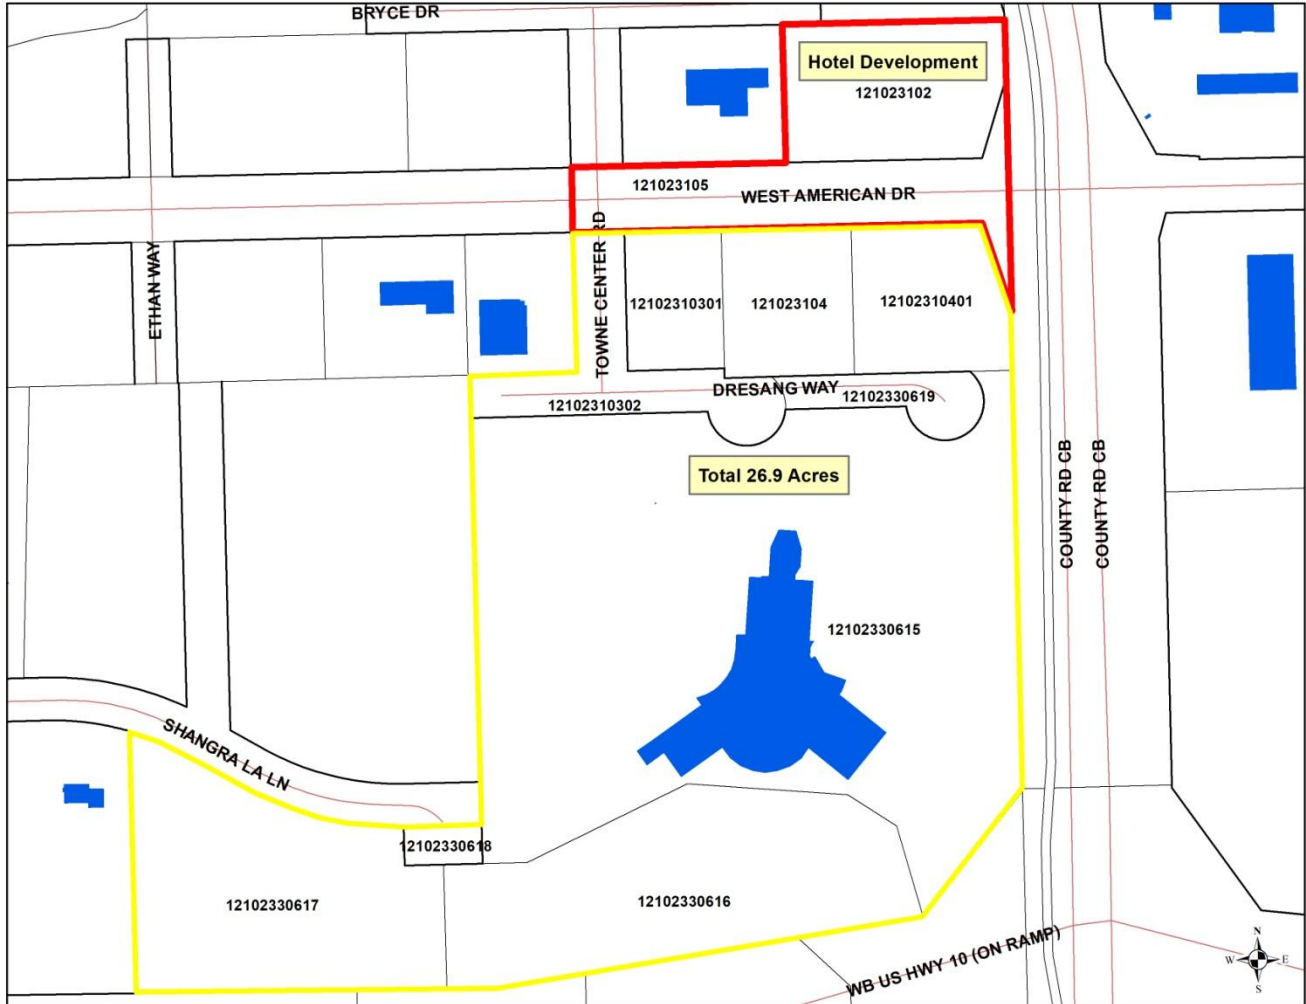 BRYCE DR
Hotel Development
121023102
121023105
WEST AMERICAN DR
ETHAN WAY
TOWNE CENTER RD
12102310301
121023104
12102310401
DRESANG WAY
12102310302
12102330619
Total 26.9 Acres
COUNTY RD CB
COUNTY RD CB
12102330615
SHANGRA LA LN
12102330618
12102330617
12102330616
WB US HWY 10 (ON RAMP)
N
W E
S